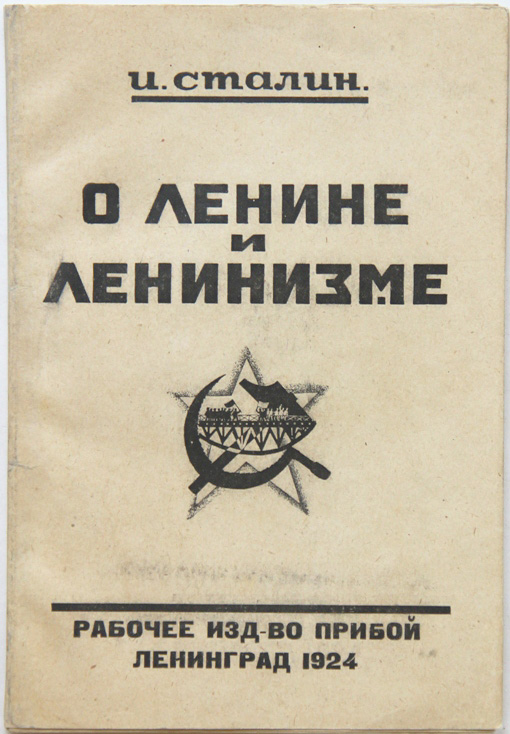 И. Сталин.
О ЛЕНИНЕ
И
ЛЕНИНИЗМЕ
РАБОЧЕЕ ИЗД-ВО ПРИБОЙ
ЛЕНИНГРАД 1924